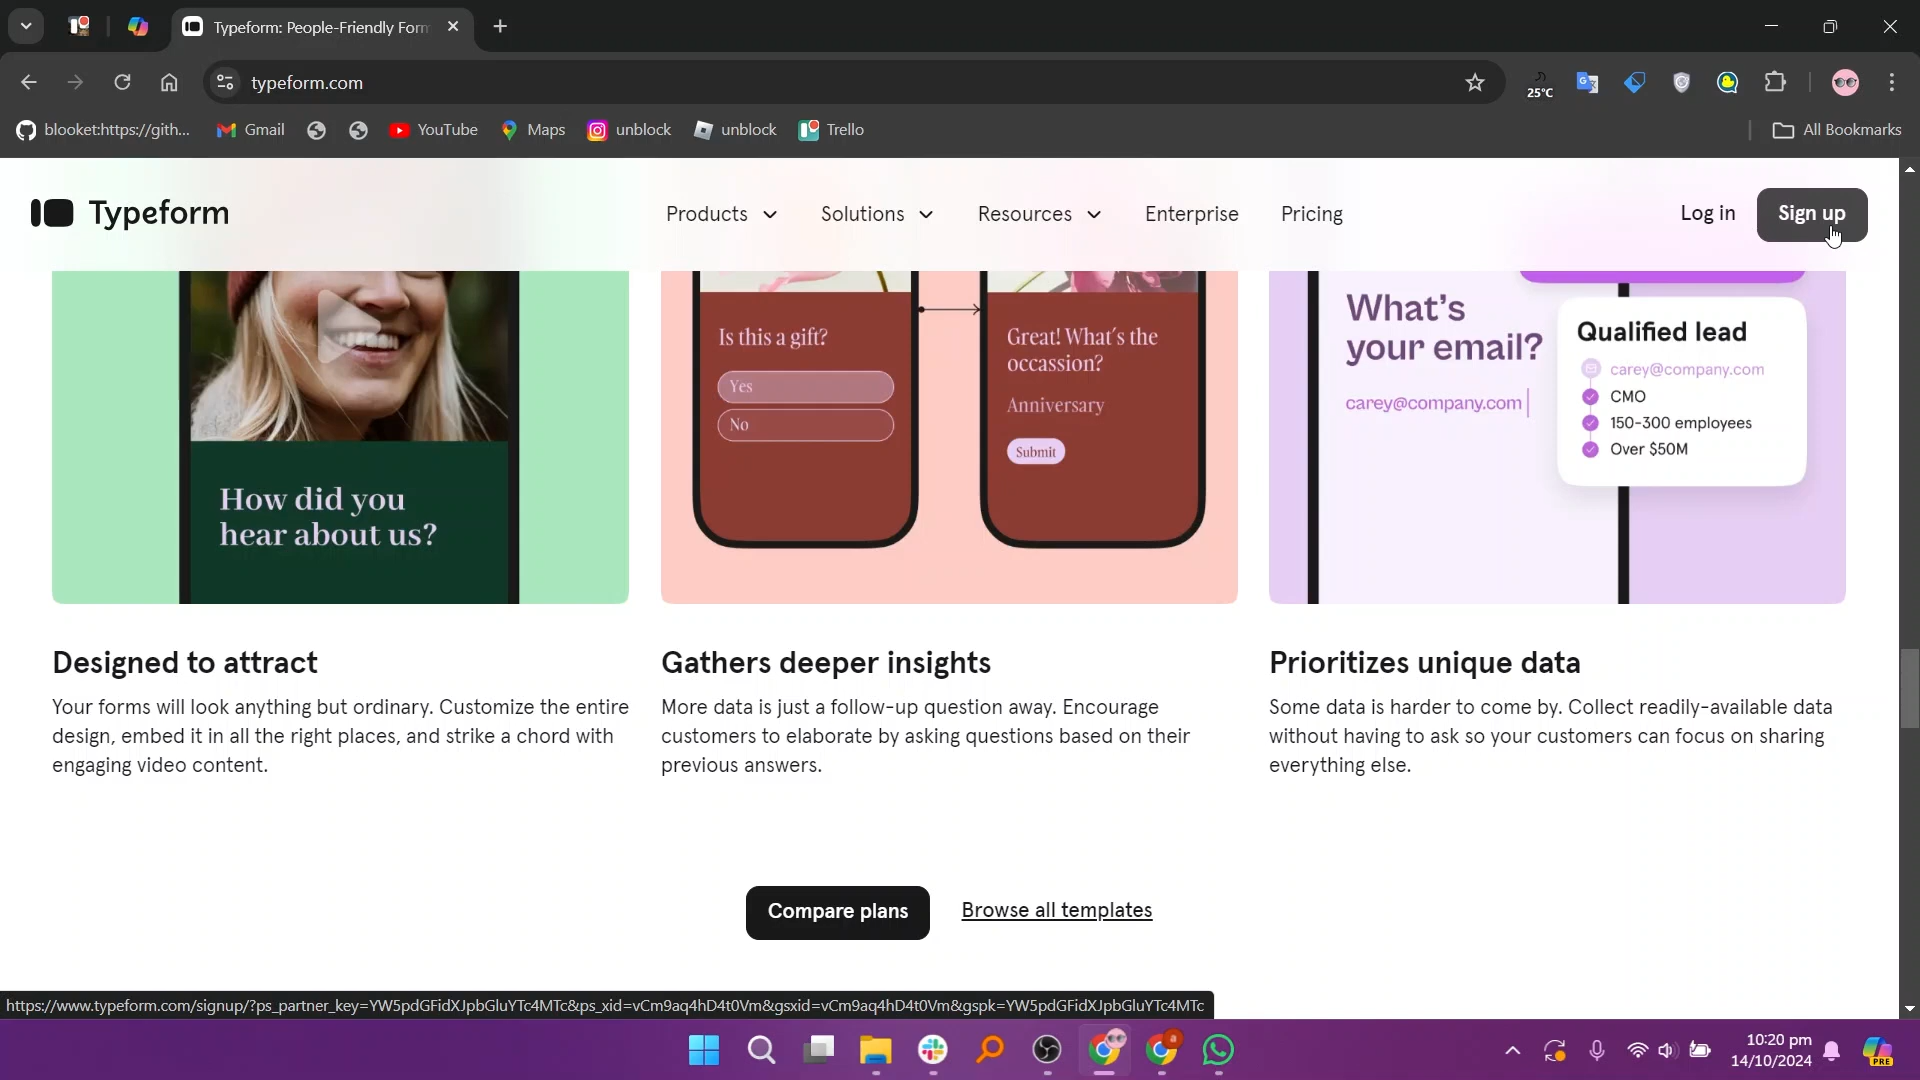 Typeform: People-Friendly Forn
typeform.com
25°C
blooket:https://gith...
Gmail
YouTube
Maps
unblock
unblock
Trello
All Bookmarks
Typeform
Products
Solutions
Resources
Enterprise
Pricing
Log in
Sign up
How did you
hear about us?
Is this a gift?
Yes
No
Great! What's the
occassion?
Anniversary
Submit
What's
your email?
carey@company.com
Qualified lead
carey@company.com
CMO
150-300 employees
Over $50M
Designed to attract
Your forms will look anything but ordinary. Customize the entire
design, embed it in all the right places, and strike a chord with
engaging video content.
Gathers deeper insights
More data is just a follow-up question away. Encourage
customers to elaborate by asking questions based on their
previous answers.
Prioritizes unique data
Some data is harder to come by. Collect readily-available data
without having to ask so your customers can focus on sharing
everything else.
Compare plans
Browse all templates
https://www.typeform.com/signup/?ps_partner_key=YW5pdGFidXJpbGluYTc4MTc&ps_xid=vCm9aq4hD4t0Vm&gsxid=vCm9aq4hD4t0Vm&gspk=YW5pdGFidXJpbGluYTc4MTc
10:20 pm
14/10/2024
PRE